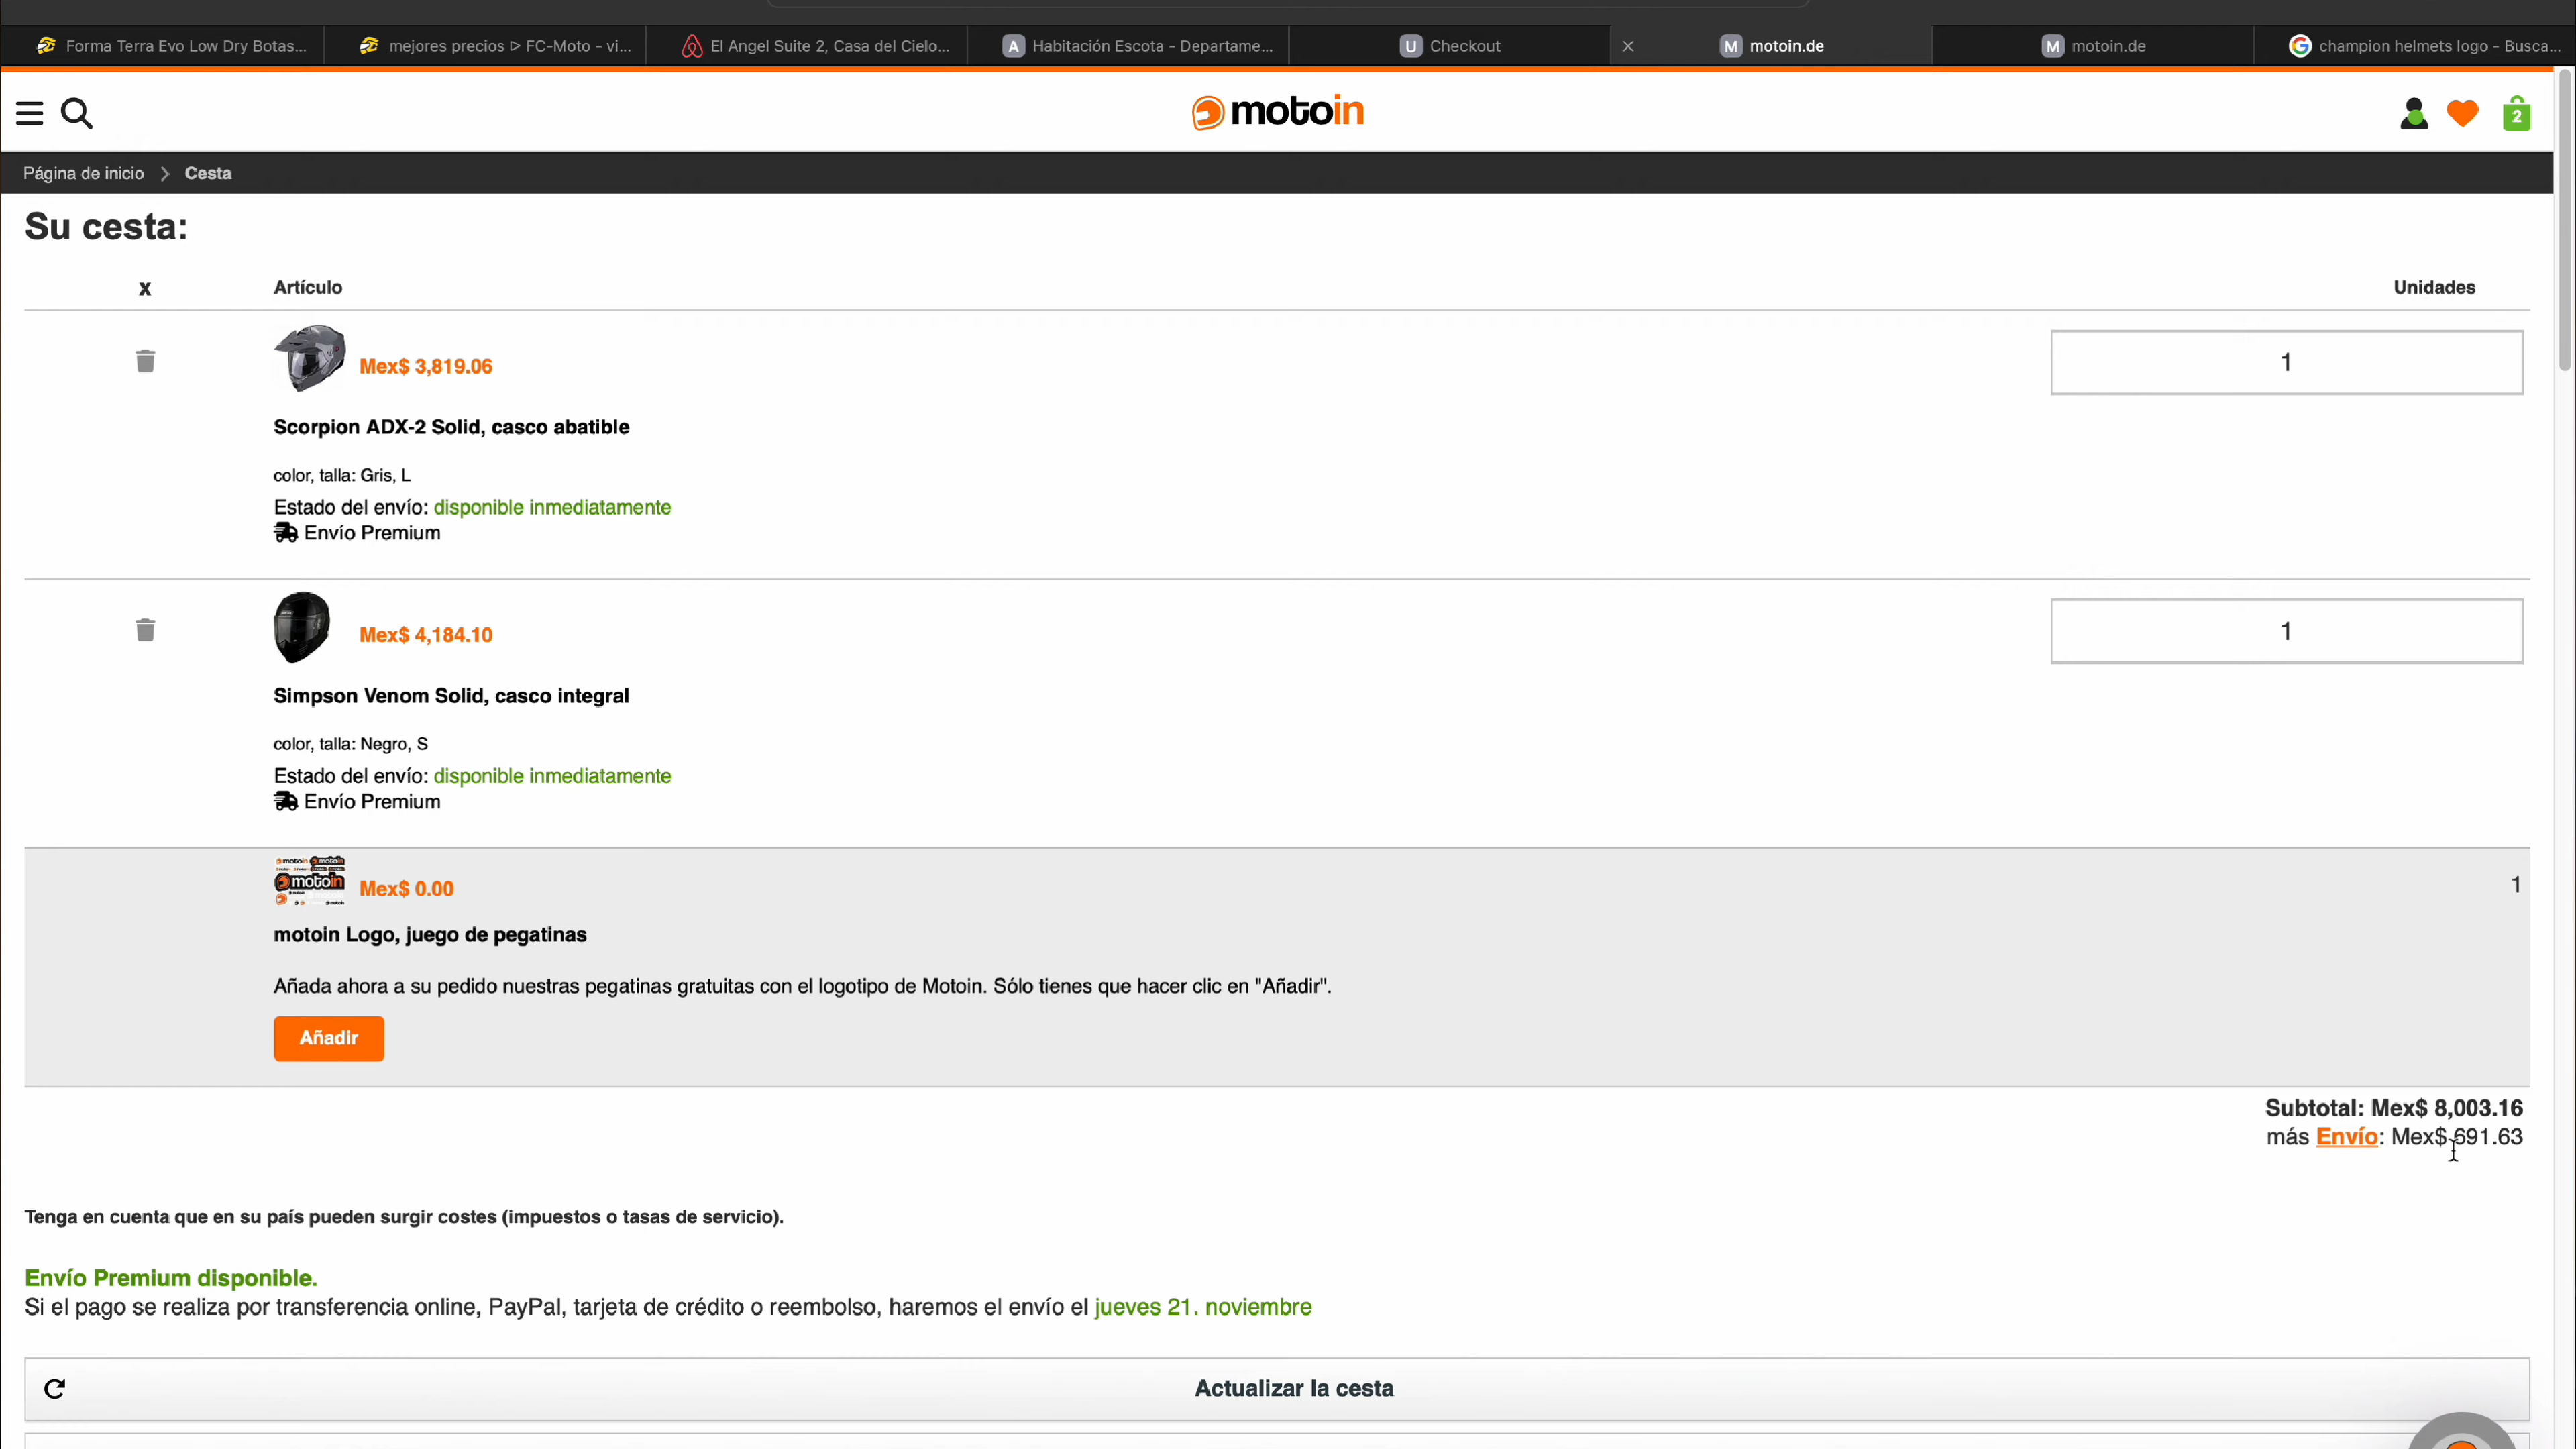 Forma Terra Evo Low Dry Botas...
mejores precios ᐅ FC-Moto - vi...
El Angel Suite 2, Casa del Cielo...
A Habitación Escota - Departame...
U Checkout
M motoin.de
M motoin.de
champion helmets logo - Busca...
motoin
2
Página de inicio > Cesta
Su cesta:
x Artículo Unidades
Mex$ 3,819.06 1
Scorpion ADX-2 Solid, casco abatible
color, talla: Gris, L
Estado del envío: disponible inmediatamente
Envío Premium
Mex$ 4,184.10 1
Simpson Venom Solid, casco integral
color, talla: Negro, S
Estado del envío: disponible inmediatamente
Envío Premium
motoin
Mex$ 0.00 1
motoin Logo, juego de pegatinas
Añada ahora a su pedido nuestras pegatinas gratuitas con el logotipo de Motoin. Sólo tienes que hacer clic en "Añadir".
Añadir
Subtotal: Mex$ 8,003.16
más Envío: Mex$ 691.63
Tenga en cuenta que en su país pueden surgir costes (impuestos o tasas de servicio).
Envío Premium disponible.
Si el pago se realiza por transferencia online, PayPal, tarjeta de crédito o reembolso, haremos el envío el jueves 21. noviembre
Actualizar la cesta